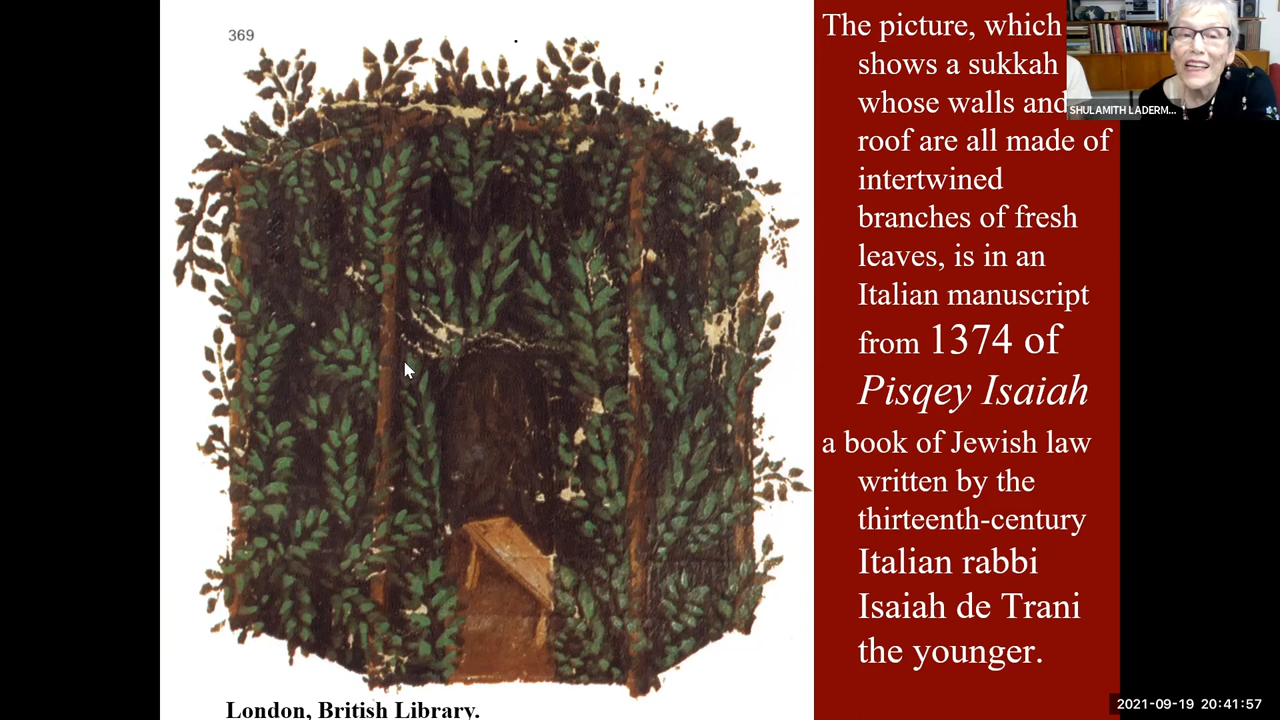 369
The picture, which
shows a sukkah
whose walls and
roof are all made of
intertwined
branches of fresh
leaves, is in an
Italian manuscript
from 1374 of
Pisqey Isaiah
a book of Jewish law
written by the
thirteenth-century
Italian rabbi
Isaiah de Trani
the younger.
London, British Library.
SHULAMITH LADERM...
2021-09-19 20:41:57